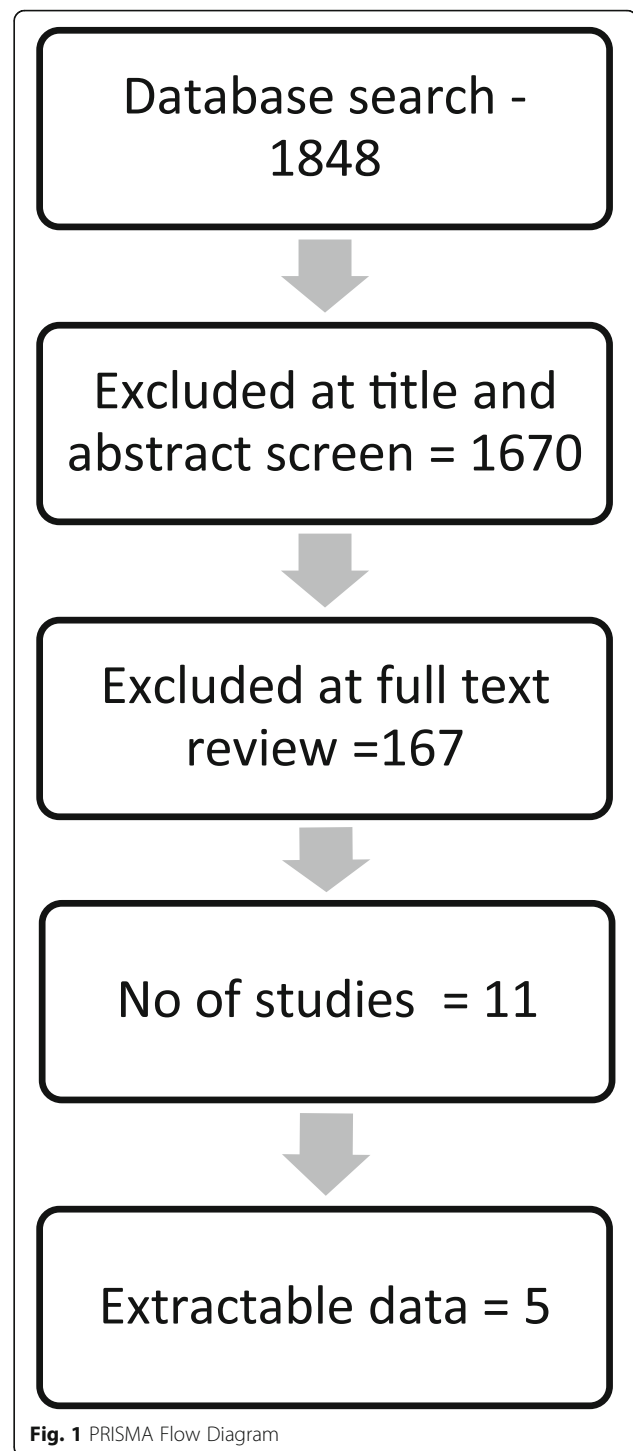 Database search -
1848
Excluded at title and
abstract screen = 1670
Excluded at full text
review =167
No of studies = 11
Extractable data = 5
Fig. 1 PRISMA Flow Diagram